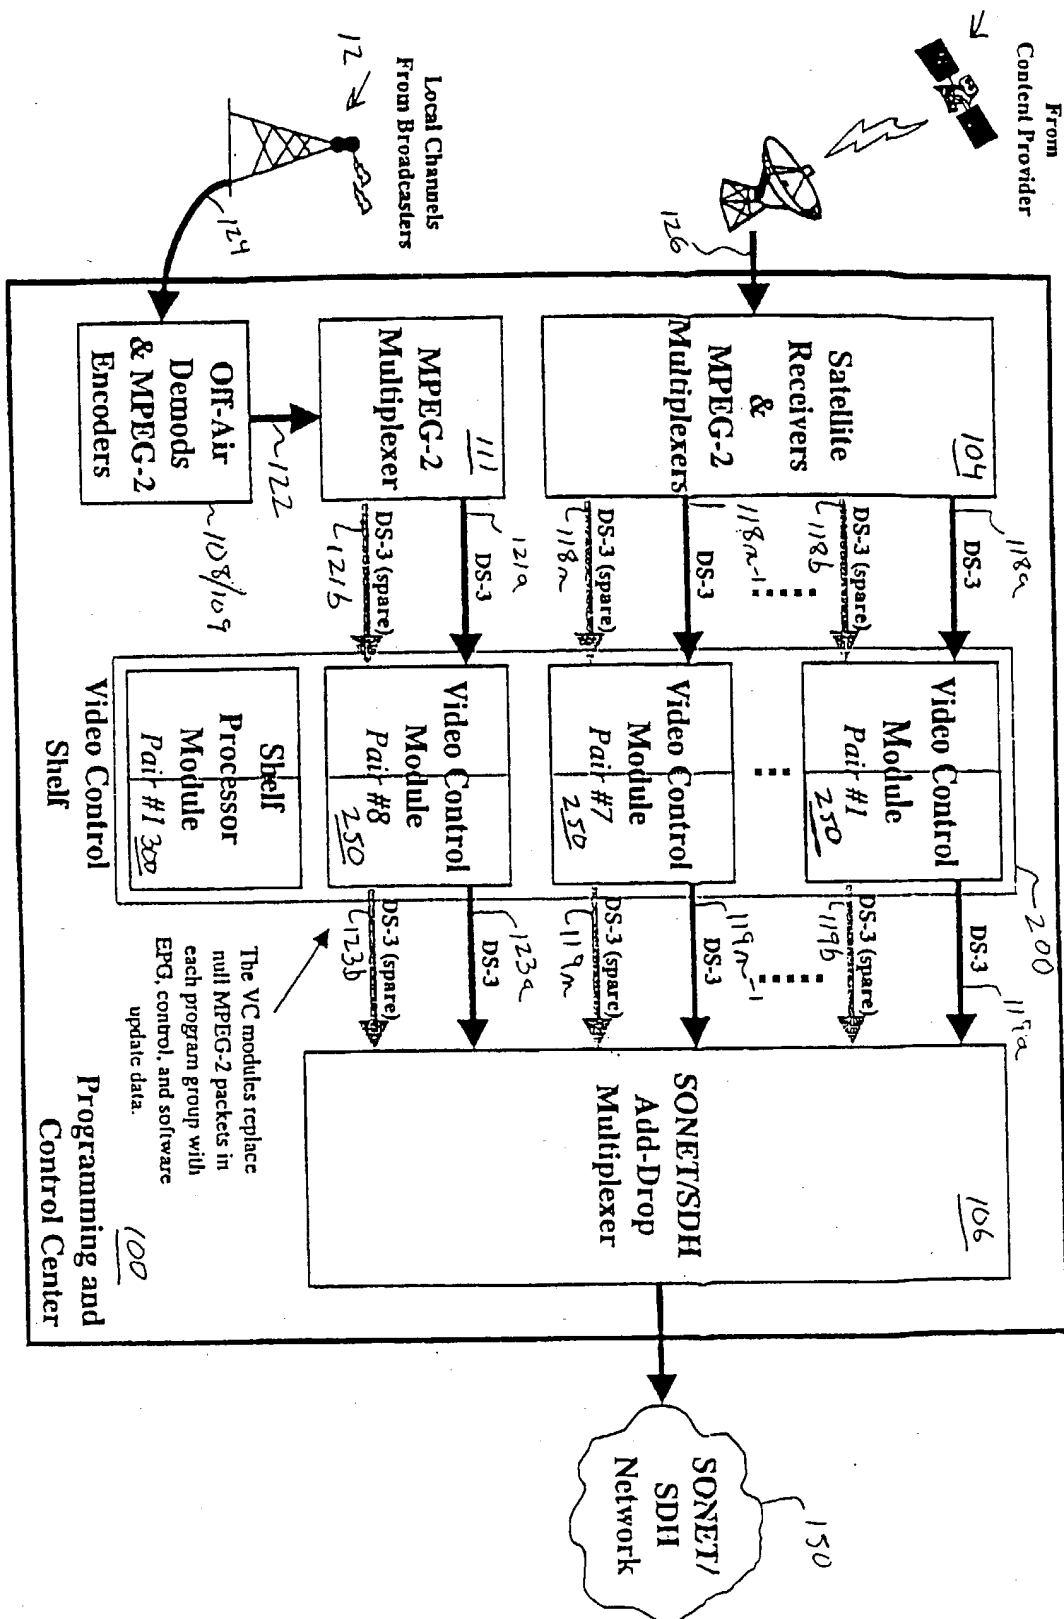 From
Content Provider
126
Local Channels
From Broadcasters
12
124
Satellite
Receivers
&
MPEG-2
Multiplexers
104
MPEG-2
Multiplexer
111
Off-Air
Demods
& MPEG-2
Encoders
122
108/109
118a
DS-3
DS-3 (spare)
118b
118n-1
DS-3
DS-3 (spare)
118n
121a
DS-3
DS-3 (spare)
121b
Video Control
Module
Pair #1
250
Video Control
Module
Pair #7
250
Video Control
Module
Pair #8
250
Shelf
Processor
Module
Pair #1 300
Video Control
Shelf
200
119a
DS-3
DS-3 (spare)
119b
119n-1
DS-3
DS-3 (spare)
119n
123a
DS-3
DS-3 (spare)
123b
The VC modules replace
null MPEG-2 packets in
each program group with
EPG, control, and software
update data.
SONET/SDH
Add-Drop
Multiplexer
106
Programming and
Control Center
100
SONET/
SDH
Network
150